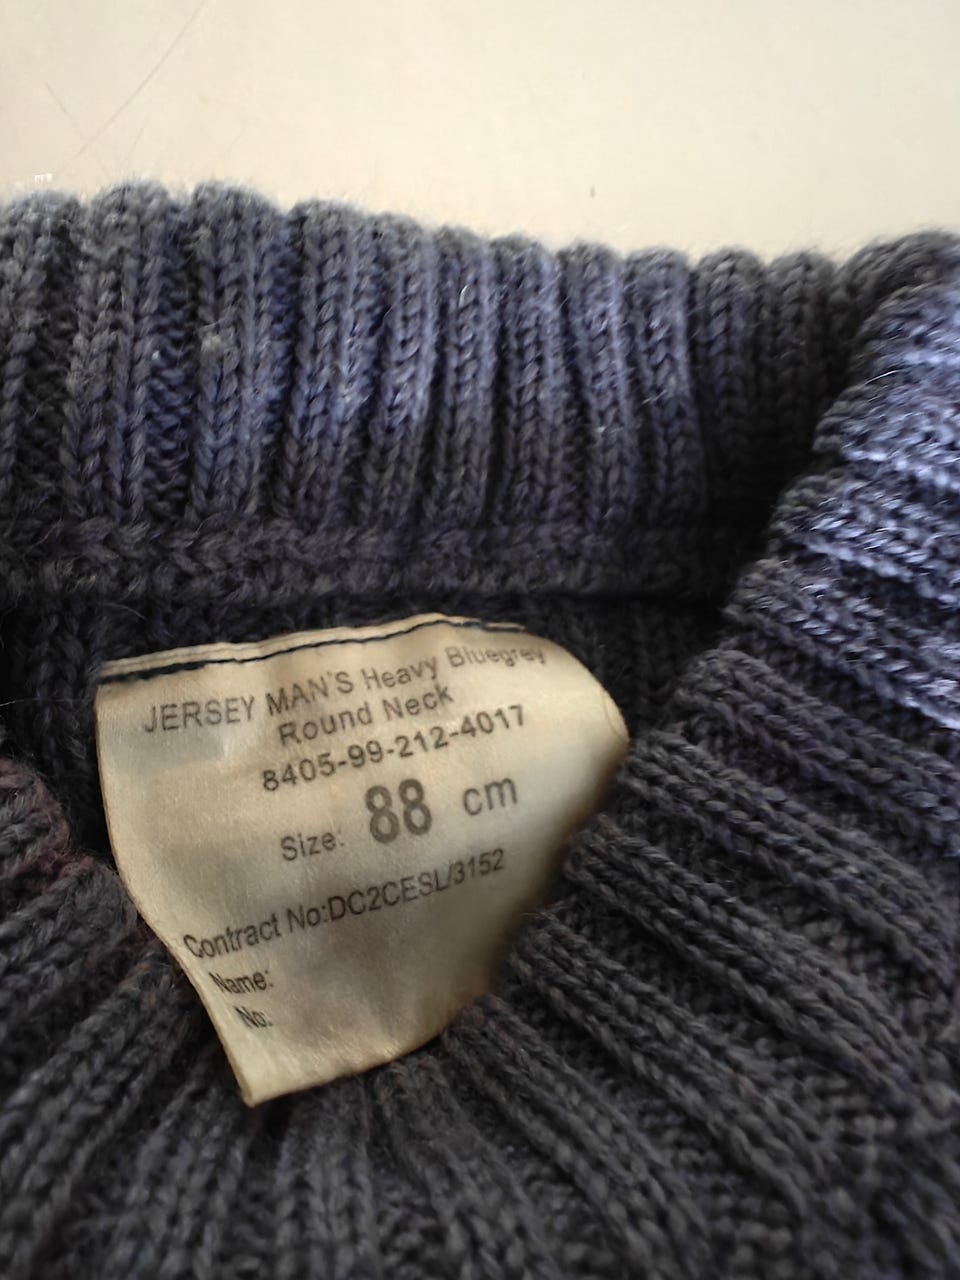 JERSEY MAN'S Heavy Bluegrey
Round Neck
8405-99-212-4017
Size: 88 cm
Contract No:DC2CESL/3152
Name:
No: